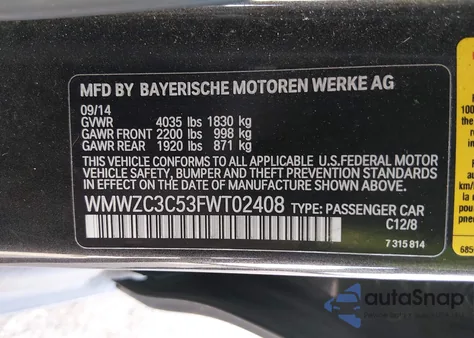 MFD BY BAYERISCHE MOTOREN WERKE AG
09/14
GVWR 4035 lbs 1830 kg
GAWR FRONT 2200 lbs 998 kg
GAWR REAR 1920 lbs 871 kg
THIS VEHICLE CONFORMS TO ALL APPLICABLE U.S.FEDERAL MOTOR
VEHICLE SAFETY, BUMPER AND THEFT PREVENTION STANDARDS
IN EFFECT ON THE DATE OF MANUFACTURE SHOWN ABOVE.
WMWZC3C53FWT02408 TYPE: PASSENGER CAR
C12/8
7 315 814
autoSnap